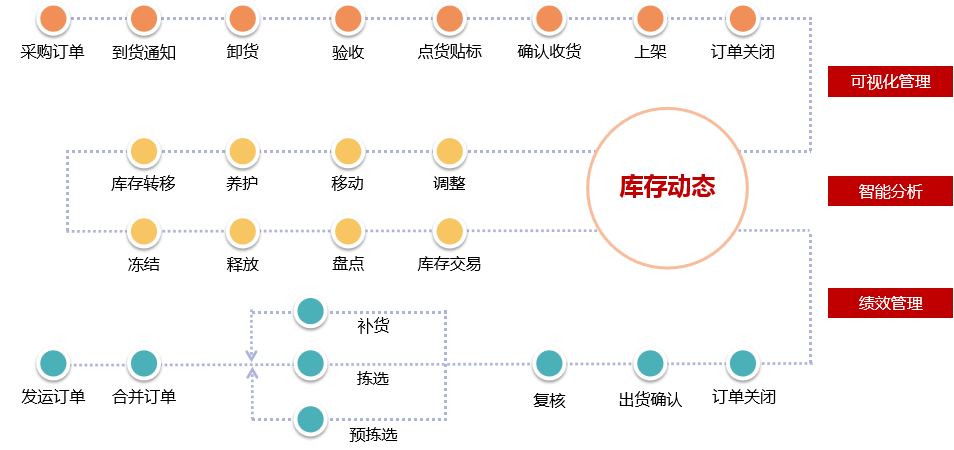 采购订单
到货通知
卸货
验收
点货贴标
确认收货
上架
订单关闭
可视化管理
库存转移
养护
移动
调整
库存动态
智能分析
冻结
释放
盘点
库存交易
绩效管理
补货
发运订单
合并订单
拣选
复核
出货确认
订单关闭
预拣选